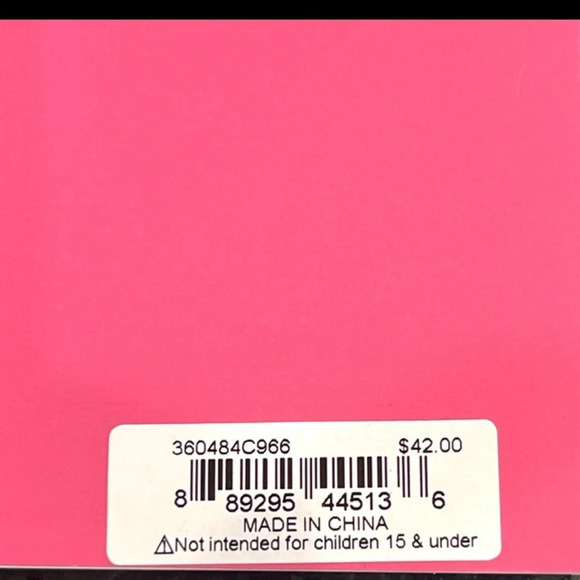 360484C966 $42.00
8 89295 44513 6
MADE IN CHINA
⚠Not intended for children 15 & under